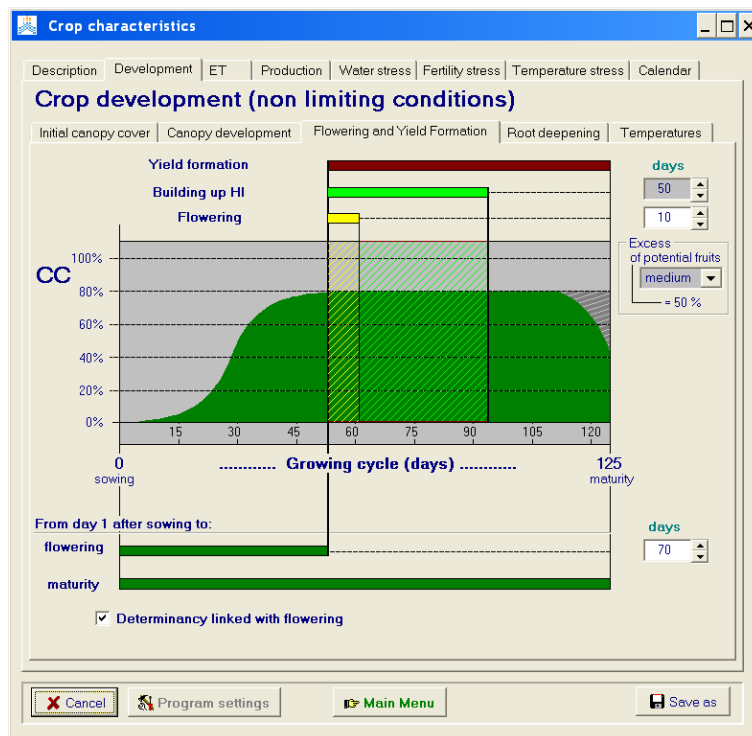 Crop characteristics
Description Development ET Production Water stress Fertility stress Temperature stress Calendar
Crop development (non limiting conditions)
Initial canopy cover Canopy development Flowering and Yield Formation Root deepening Temperatures
Yield formation days
Building up HI 50
Flowering 10
Excess
of potential fruits
medium
= 50 %
CC
100%
80%
60%
40%
20%
0%
15 30 45 60 75 90 105 120
0 ............ Growing cycle (days) ............ 125
sowing maturity
From day 1 after sowing to: days
flowering 70
maturity
Determinancy linked with flowering
Cancel Program settings Main Menu Save as